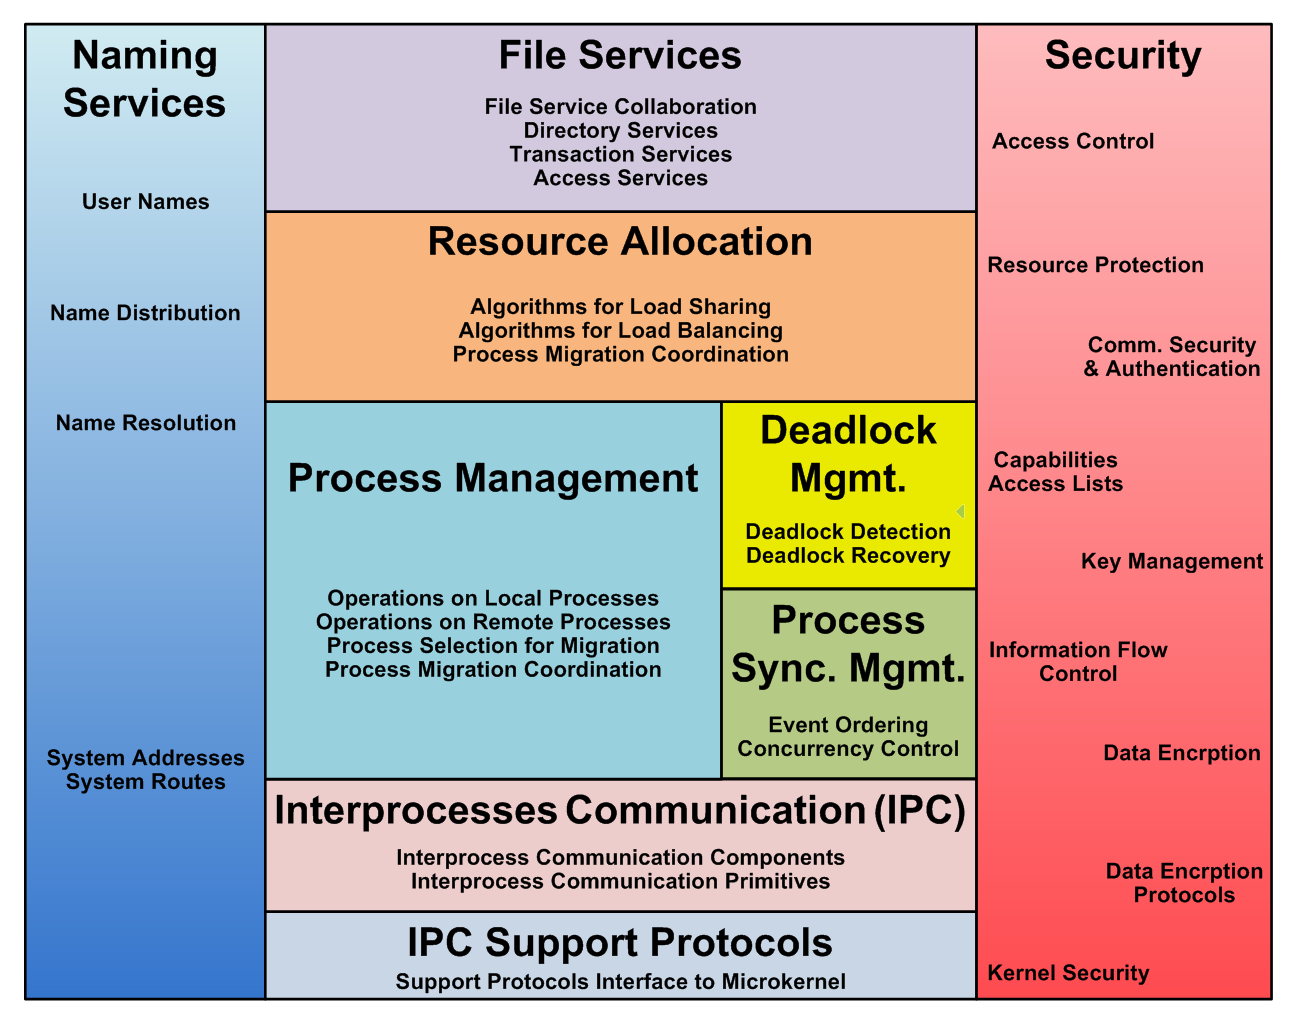 Naming
Services
User Names
Name Distribution
Name Resolution
System Addresses
System Routes
File Services
File Service Collaboration
Directory Services
Transaction Services
Access Services
Resource Allocation
Algorithms for Load Sharing
Algorithms for Load Balancing
Process Migration Coordination
Process Management
Operations on Local Processes
Operations on Remote Processes
Process Selection for Migration
Process Migration Coordination
Deadlock
Mgmt.
Deadlock Detection
Deadlock Recovery
Process
Sync. Mgmt.
Event Ordering
Concurrency Control
Interprocesses Communication (IPC)
Interprocess Communication Components
Interprocess Communication Primitives
IPC Support Protocols
Support Protocols Interface to Microkernel
Security
Access Control
Resource Protection
Comm. Security
& Authentication
Capabilities
Access Lists
Key Management
Information Flow
Control
Data Encrption
Data Encrption
Protocols
Kernel Security